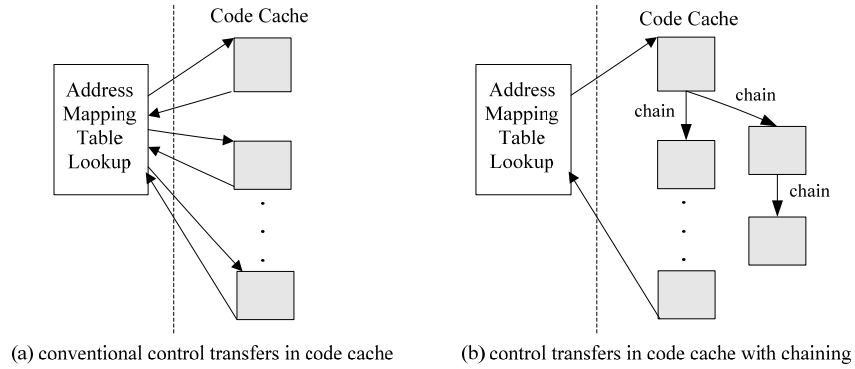 Code Cache
Address
Mapping
Table
Lookup
(a) conventional control transfers in code cache
Code Cache
Address
Mapping
Table
Lookup
chain
chain
chain
(b) control transfers in code cache with chaining